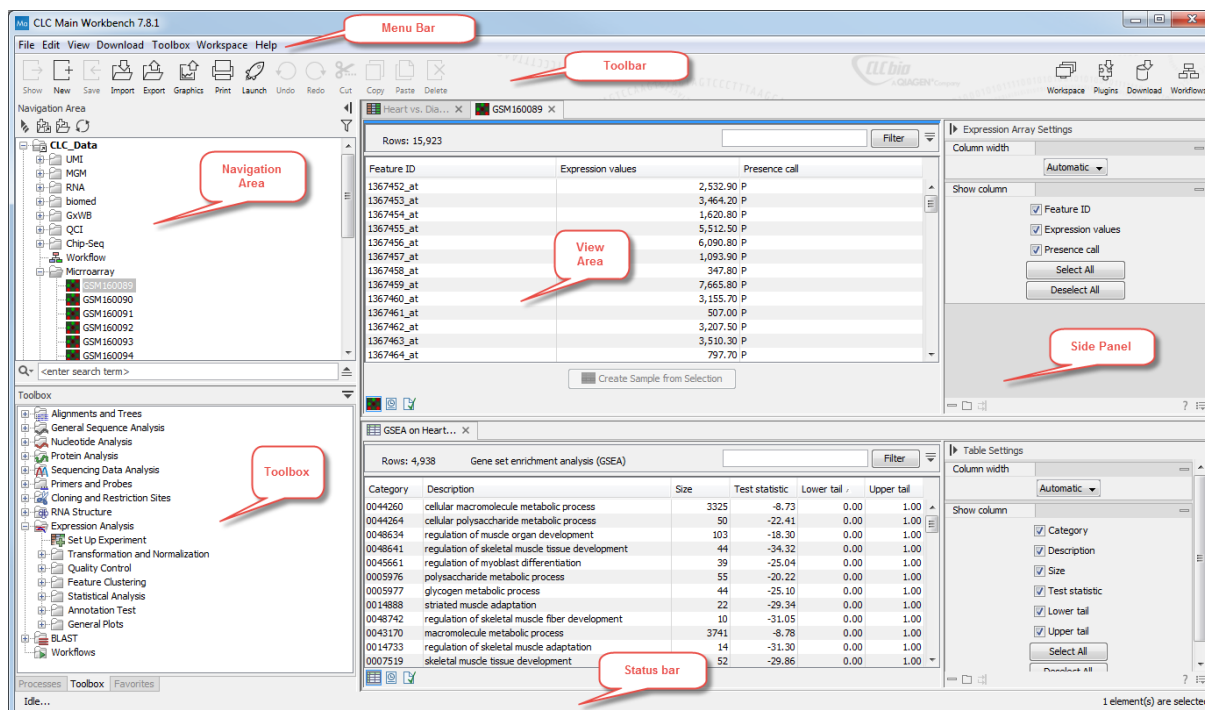 CLC Main Workbench 7.8.1
Menu Bar
File Edit View Download Toolbox Workspace Help
Toolbar
CLC bio
A QIAGEN Company
Show New Save Import Export Graphics Print Launch Undo Redo Cut Copy Paste Delete
Workspace Plugins Download Workflows
Navigation Area
CLC_Data
UMI
MGM
RNA
biomed
GxWB
QCI
Chip-Seq
Workflow
Microarray
GSM160089
GSM160090
GSM160091
GSM160092
GSM160093
GSM160094
Navigation
Area
<enter search term>
Toolbox
Alignments and Trees
General Sequence Analysis
Nucleotide Analysis
Protein Analysis
Sequencing Data Analysis
Primers and Probes
Cloning and Restriction Sites
RNA Structure
Expression Analysis
Set Up Experiment
Transformation and Normalization
Quality Control
Feature Clustering
Statistical Analysis
Annotation Test
General Plots
BLAST
Workflows
Toolbox
Processes Toolbox Favorites
Idle...
Heart vs. Dia... GSM160089
Rows: 15,923 Filter
Feature ID Expression values Presence call
1367452_at 2,532.90 P
1367453_at 3,464.20 P
1367454_at 1,620.80 P
1367455_at 5,512.50 P
1367456_at 6,090.80 P
1367457_at 1,093.90 P
1367458_at 347.80 P
1367459_at 7,665.80 P
1367460_at 3,155.70 P
1367461_at 507.00 P
1367462_at 3,207.50 P
1367463_at 3,510.30 P
1367464_at 797.70 P
View
Area
Create Sample from Selection
Expression Array Settings
Column width
Automatic
Show column
Feature ID
Expression values
Presence call
Select All
Deselect All
Side Panel
GSEA on Heart...
Rows: 4,938 Gene set enrichment analysis (GSEA) Filter
Category Description Size Test statistic Lower tail Upper tail
0044260 cellular macromolecule metabolic process 3325 -8.73 0.00 1.00
0044264 cellular polysaccharide metabolic process 50 -22.41 0.00 1.00
0048634 regulation of muscle organ development 103 -18.30 0.00 1.00
0048641 regulation of skeletal muscle tissue development 44 -34.32 0.00 1.00
0045661 regulation of myoblast differentiation 39 -25.04 0.00 1.00
0005976 polysaccharide metabolic process 55 -20.22 0.00 1.00
0005977 glycogen metabolic process 44 -25.10 0.00 1.00
0014888 striated muscle adaptation 22 -29.34 0.00 1.00
0048742 regulation of skeletal muscle fiber development 10 -31.05 0.00 1.00
0043170 macromolecule metabolic process 3741 -8.78 0.00 1.00
0014733 regulation of skeletal muscle adaptation 14 -31.30 0.00 1.00
0007519 skeletal muscle tissue development 52 -29.86 0.00 1.00
Status bar
Table Settings
Column width
Automatic
Show column
Category
Description
Size
Test statistic
Lower tail
Upper tail
Select All
Deselect All
1 element(s) are selected